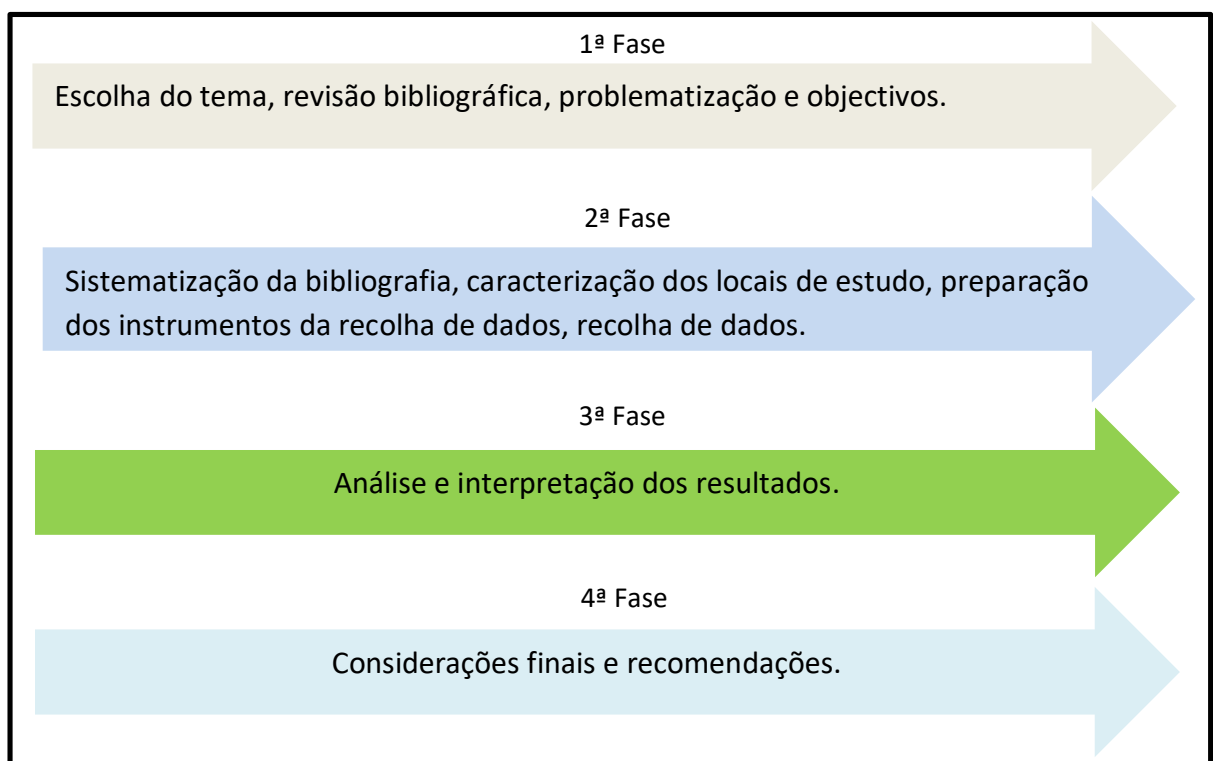 1ª Fase
Escolha do tema, revisão bibliográfica, problematização e objectivos.
2ª Fase
Sistematização da bibliografia, caracterização dos locais de estudo, preparação
dos instrumentos da recolha de dados, recolha de dados.
3ª Fase
Análise e interpretação dos resultados.
4ª Fase
Considerações finais e recomendações.